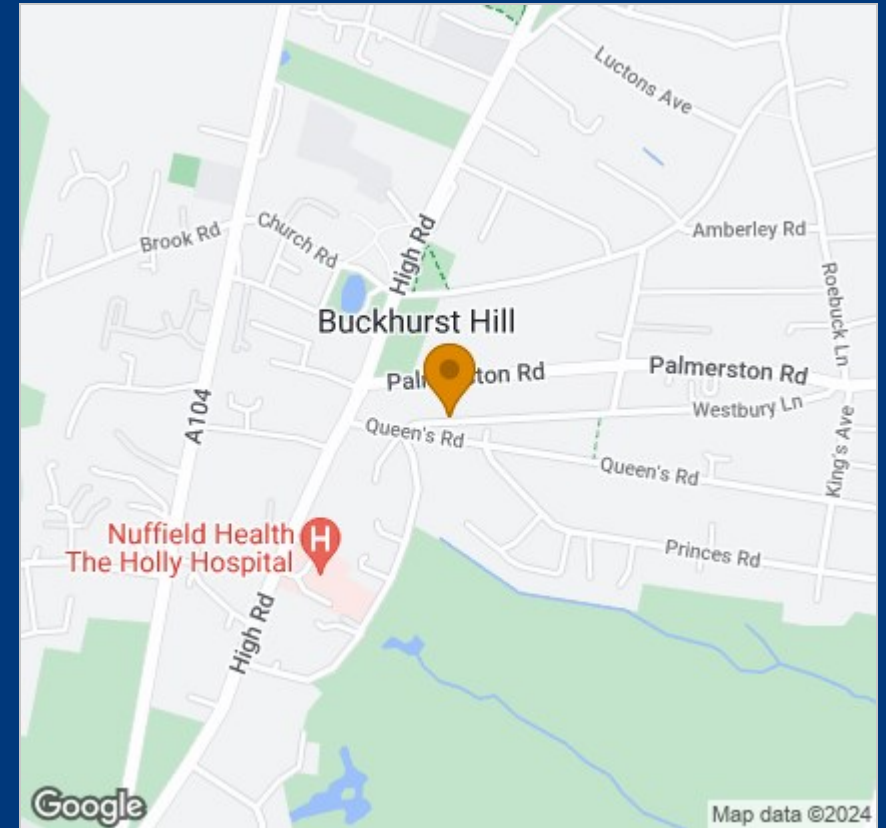 Luctons Ave
Amberley Rd
Brook Rd
Church Rd
High Rd
Roebuck Ln
Buckhurst Hill
Palmerston Rd
Palmerston Rd
A104
Westbury Ln
Queen's Rd
King's Ave
Queen's Rd
Nuffield Health
The Holly Hospital
H
Princes Rd
High Rd
Google
Map data ©2024